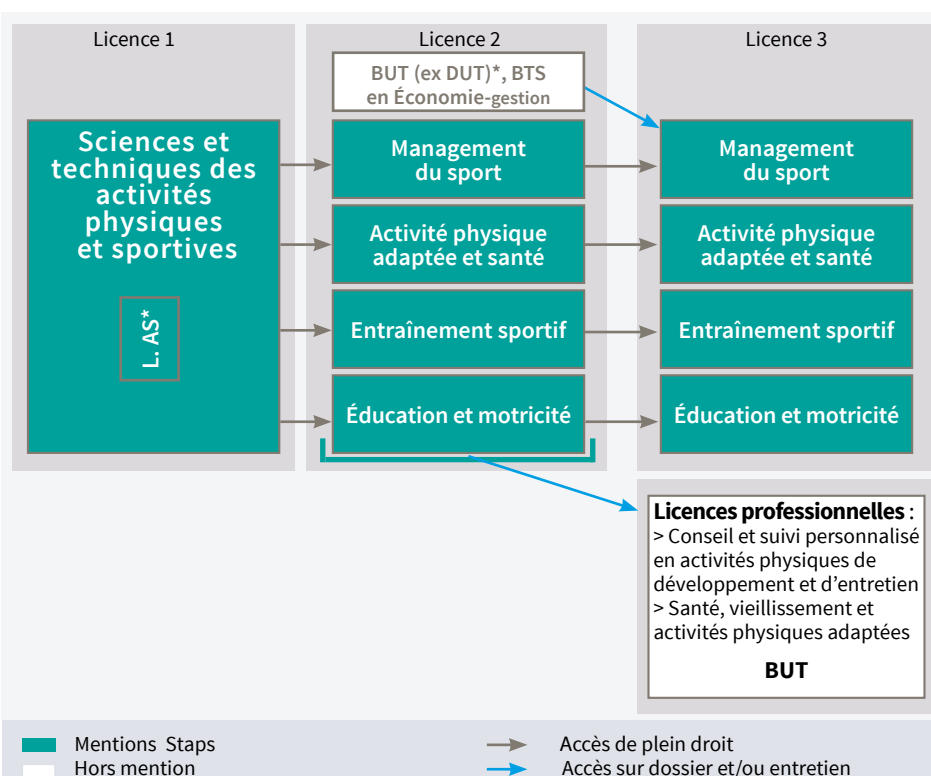 Licence 1
Licence 2
Licence 3
BUT (ex DUT)*, BTS
en Économie-gestion
Sciences et
techniques des
activités
physiques
et sportives
L. AS*
Management
du sport
Management
du sport
Activité physique
adaptée et santé
Activité physique
adaptée et santé
Entraînement sportif
Entraînement sportif
Éducation et motricité
Éducation et motricité
Licences professionnelles :
> Conseil et suivi personnalisé
en activités physiques de
développement et d'entretien
> Santé, vieillissement et
activités physiques adaptées
BUT
Mentions Staps
Accès de plein droit
Hors mention
Accès sur dossier et/ou entretien